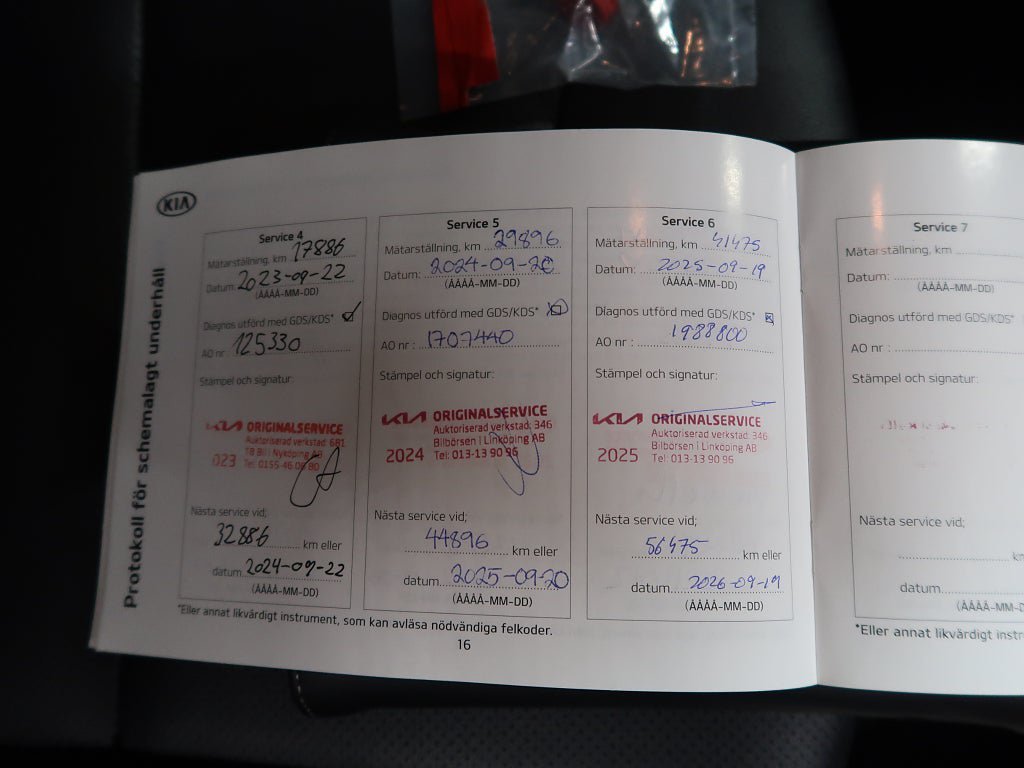 KIA
Protokoll för schemalagt underhåll
Service 4
Mätarställning, km 17886
Datum: 2023-09-22
(ÅÅÅÅ-MM-DD)
Diagnos utförd med GDS/KDS*
AO nr : 125330
Stämpel och signatur:
KIA ORIGINALSERVICE
Auktoriserad verkstad: 681
TB Bil i Nyköping AB
023 Tel: 0155-46 06 80
Nästa service vid;
32886 km eller
datum 2024-09-22
(ÅÅÅÅ-MM-DD)
Service 5
Mätarställning, km 29896
Datum: 2024-09-20
(ÅÅÅÅ-MM-DD)
Diagnos utförd med GDS/KDS*
AO nr : 1707440
Stämpel och signatur:
KIA ORIGINALSERVICE
Auktoriserad verkstad: 346
Bilbörsen i Linköping AB
2024 Tel: 013-13 90 96
Nästa service vid;
44896 km eller
datum 2025-09-20
(ÅÅÅÅ-MM-DD)
Service 6
Mätarställning, km 41475
Datum: 2025-09-19
(ÅÅÅÅ-MM-DD)
Diagnos utförd med GDS/KDS*
AO nr : 1988800
Stämpel och signatur:
KIA ORIGINALSERVICE
Auktoriserad verkstad: 346
Bilbörsen i Linköping AB
2025 Tel: 013-13 90 96
Nästa service vid;
56475 km eller
datum 2026-09-19
(ÅÅÅÅ-MM-DD)
*Eller annat likvärdigt instrument, som kan avläsa nödvändiga felkoder.
16
Service 7
Mätarställning, km
Datum:
(ÅÅÅÅ-MM-DD)
Diagnos utförd med GDS/KDS*
AO nr :
Stämpel och signatur:
Nästa service vid;
km
datum
(ÅÅÅÅ-MM-D
*Eller annat likvärdigt instr